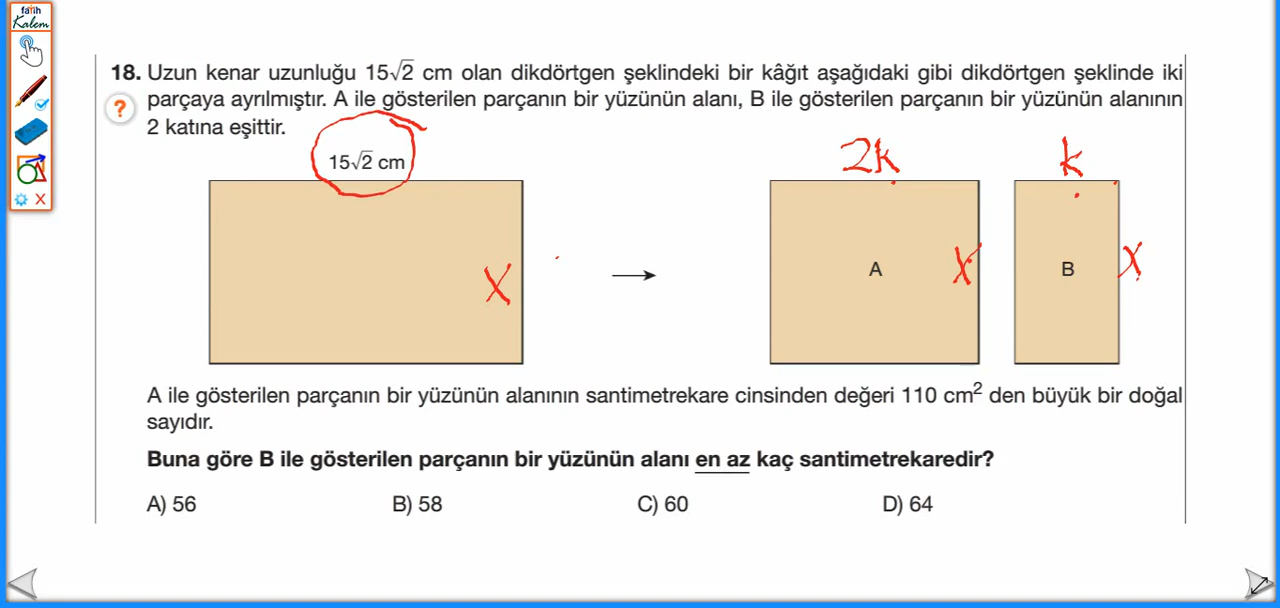 fatih
Kalem
18. Uzun kenar uzunluğu 15√2 cm olan dikdörtgen şeklindeki bir kâğıt aşağıdaki gibi dikdörtgen şeklinde iki
? parçaya ayrılmıştır. A ile gösterilen parçanın bir yüzünün alanı, B ile gösterilen parçanın bir yüzünün alanının
2 katına eşittir.
15√2 cm
2k
k
x
A
x
B
x
A ile gösterilen parçanın bir yüzünün alanının santimetrekare cinsinden değeri 110 cm² den büyük bir doğal
sayıdır.
Buna göre B ile gösterilen parçanın bir yüzünün alanı en az kaç santimetrekaredir?
A) 56 B) 58 C) 60 D) 64